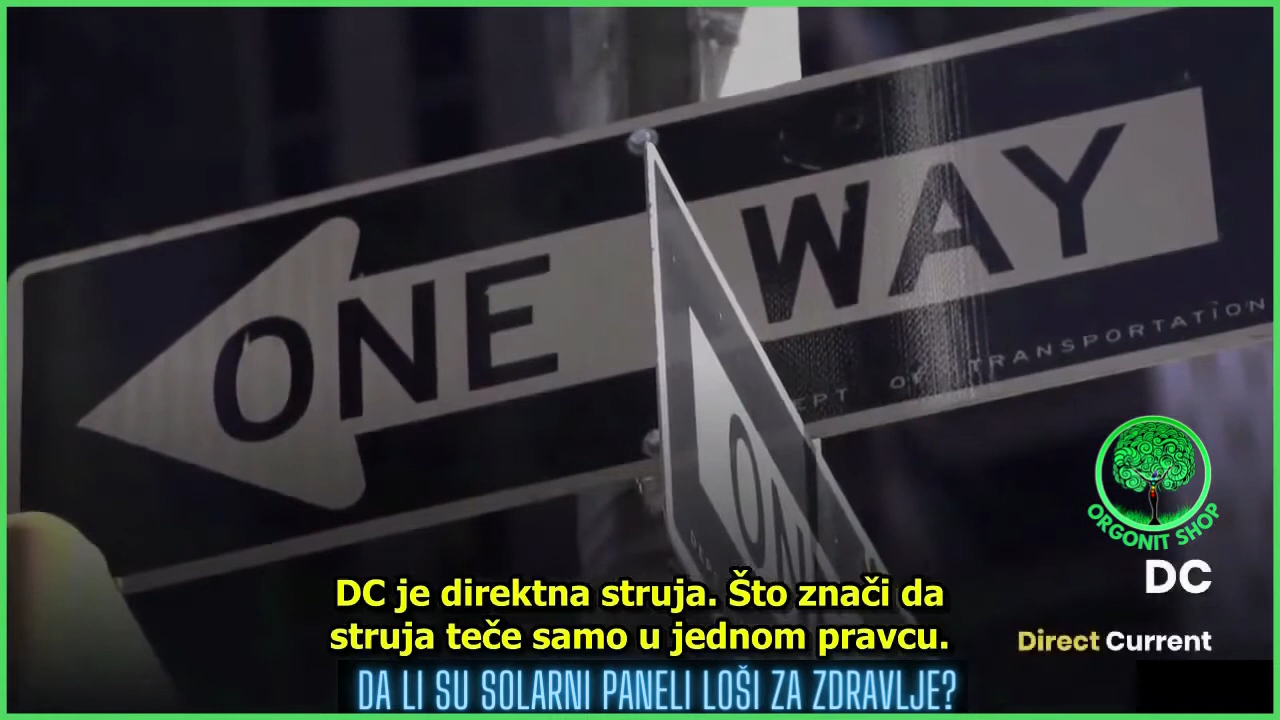 ONE WAY
DEPT OF TRANSPORTATION
ON
ORGONIT SHOP
DC
DC je direktna struja. Što znači da
struja teče samo u jednom pravcu.
Direct Current
DA LI SU SOLARNI PANELI LOŠI ZA ZDRAVLJE?